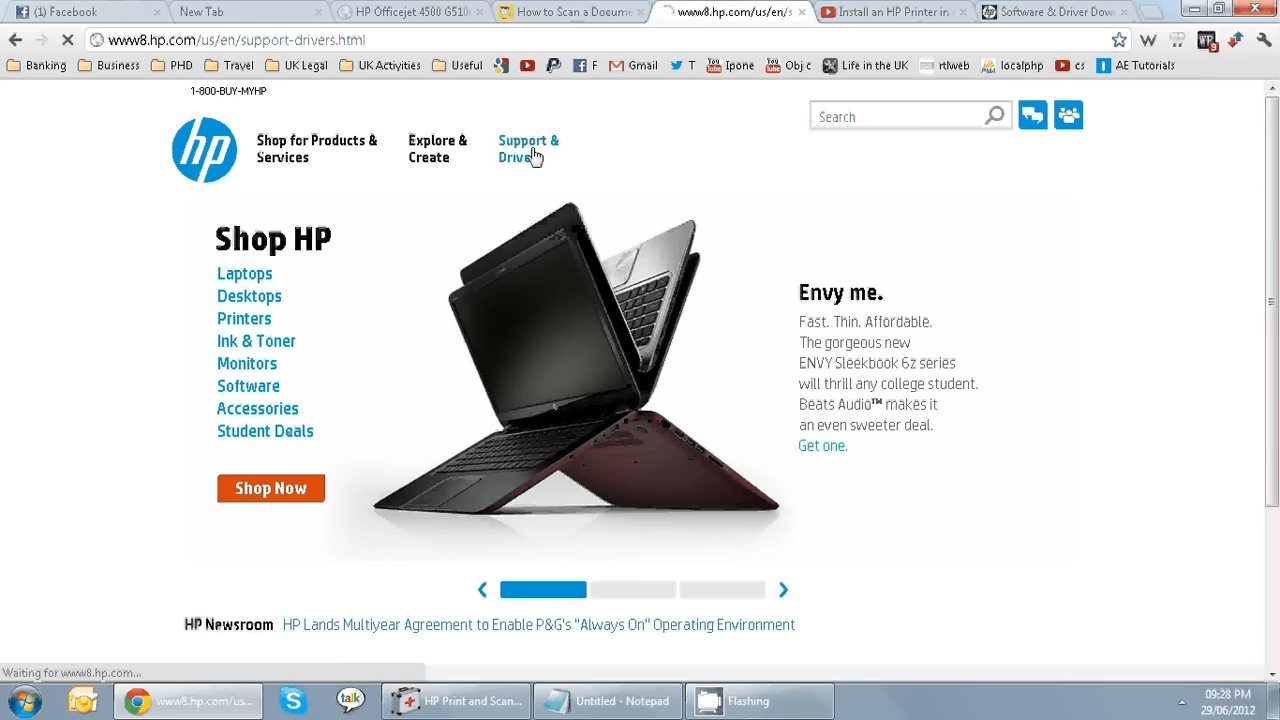 (1) Facebook
New Tab
HP Officejet 4500 G510
How to Scan a Docume
www8.hp.com/us/en/s
Install an HP Printer in
Software & Driver Dow
www8.hp.com/us/en/support-drivers.html
Banking
Business
PHD
Travel
UK Legal
UK Activities
Useful
F
Gmail
T
Ipone
Obj c
Life in the UK
rtlweb
localphp
cs
AE Tutorials
1-800-BUY-MYHP
Search
hp
Shop for Products &
Services
Explore &
Create
Support &
Drive
Shop HP
Laptops
Desktops
Printers
Ink & Toner
Monitors
Software
Accessories
Student Deals
Shop Now
Envy me.
Fast. Thin. Affordable.
The gorgeous new
ENVY Sleekbook 6z series
will thrill any college student.
Beats Audio™ makes it
an even sweeter deal.
Get one.
HP Newsroom HP Lands Multiyear Agreement to Enable P&G's "Always On" Operating Environment
Waiting for www8.hp.com...
www8.hp.com/us...
talk
HP Print and Scan...
Untitled - Notepad
Flashing
09:28 PM
29/06/2012